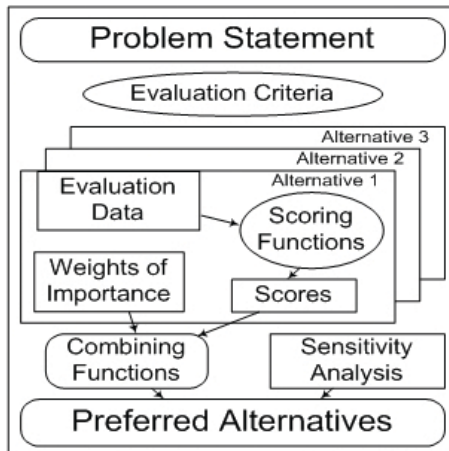 Problem Statement
Evaluation Criteria
Alternative 3
Alternative 2
Alternative 1
Evaluation
Data
Scoring
Functions
Weights of
Importance
Scores
Combining
Functions
Sensitivity
Analysis
Preferred Alternatives